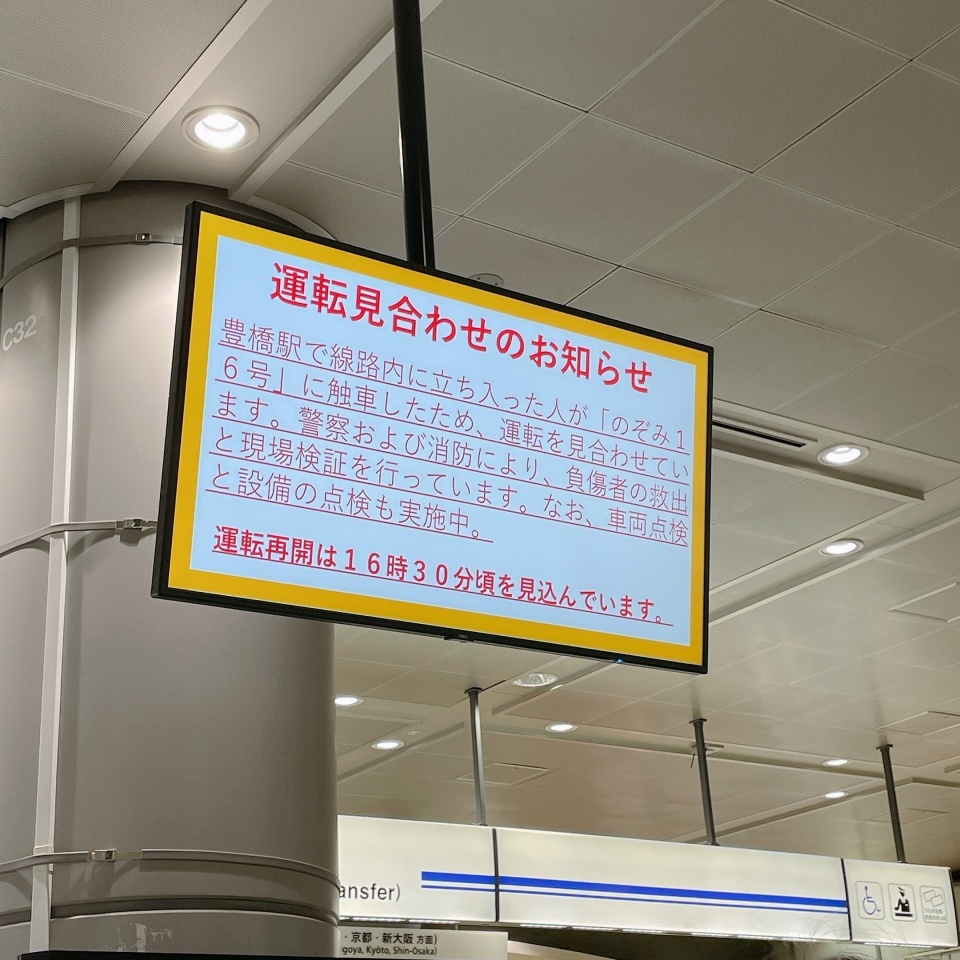 C32
運転見合わせのお知らせ
豊橋駅で線路内に立ち入った人が「のぞみ１
６号」に触車したため、運転を見合わせてい
ます。警察および消防により、負傷者の救出
と現場検証を行っています。なお、車両点検
と設備の点検も実施中。
運転再開は１６時３０分頃を見込んでいます。
ansfer)
・京都・新大阪 方面)
goya, Kyōto, Shin-Ōsaka)